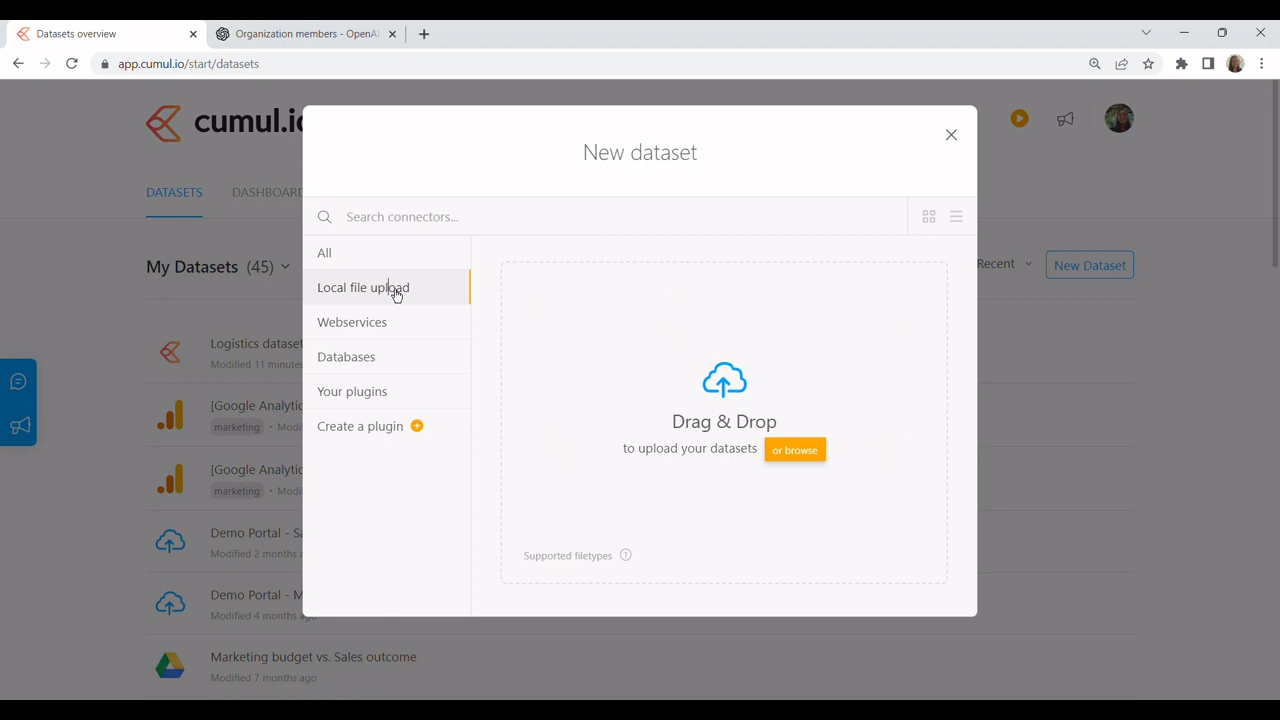 Datasets overview
Organization members - OpenAI
app.cumul.io/start/datasets
cumul.io
New dataset
DATASETS
DASHBOARD
Search connectors...
All
My Datasets (45)
Recent
New Dataset
Local file upload
Webservices
Logistics dataset
Databases
Modified 11 minutes
Your plugins
[Google Analytic
Create a plugin
marketing • Modi
Drag & Drop
to upload your datasets or browse
[Google Analytic
marketing • Modi
Demo Portal - Sa
Modified 2 months a
Supported filetypes ?
Demo Portal - M
Modified 4 months ago
Marketing budget vs. Sales outcome
Modified 7 months ago